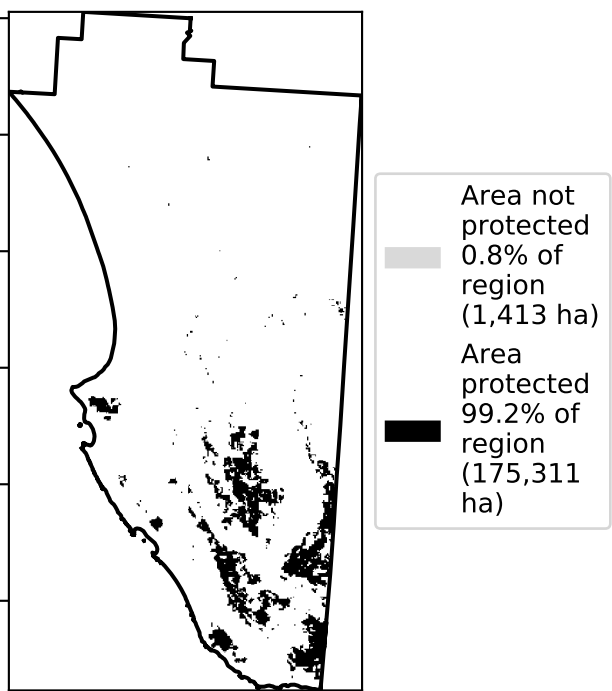 Area not
protected
0.8% of
region
(1,413 ha)
Area
protected
99.2% of
region
(175,311
ha)